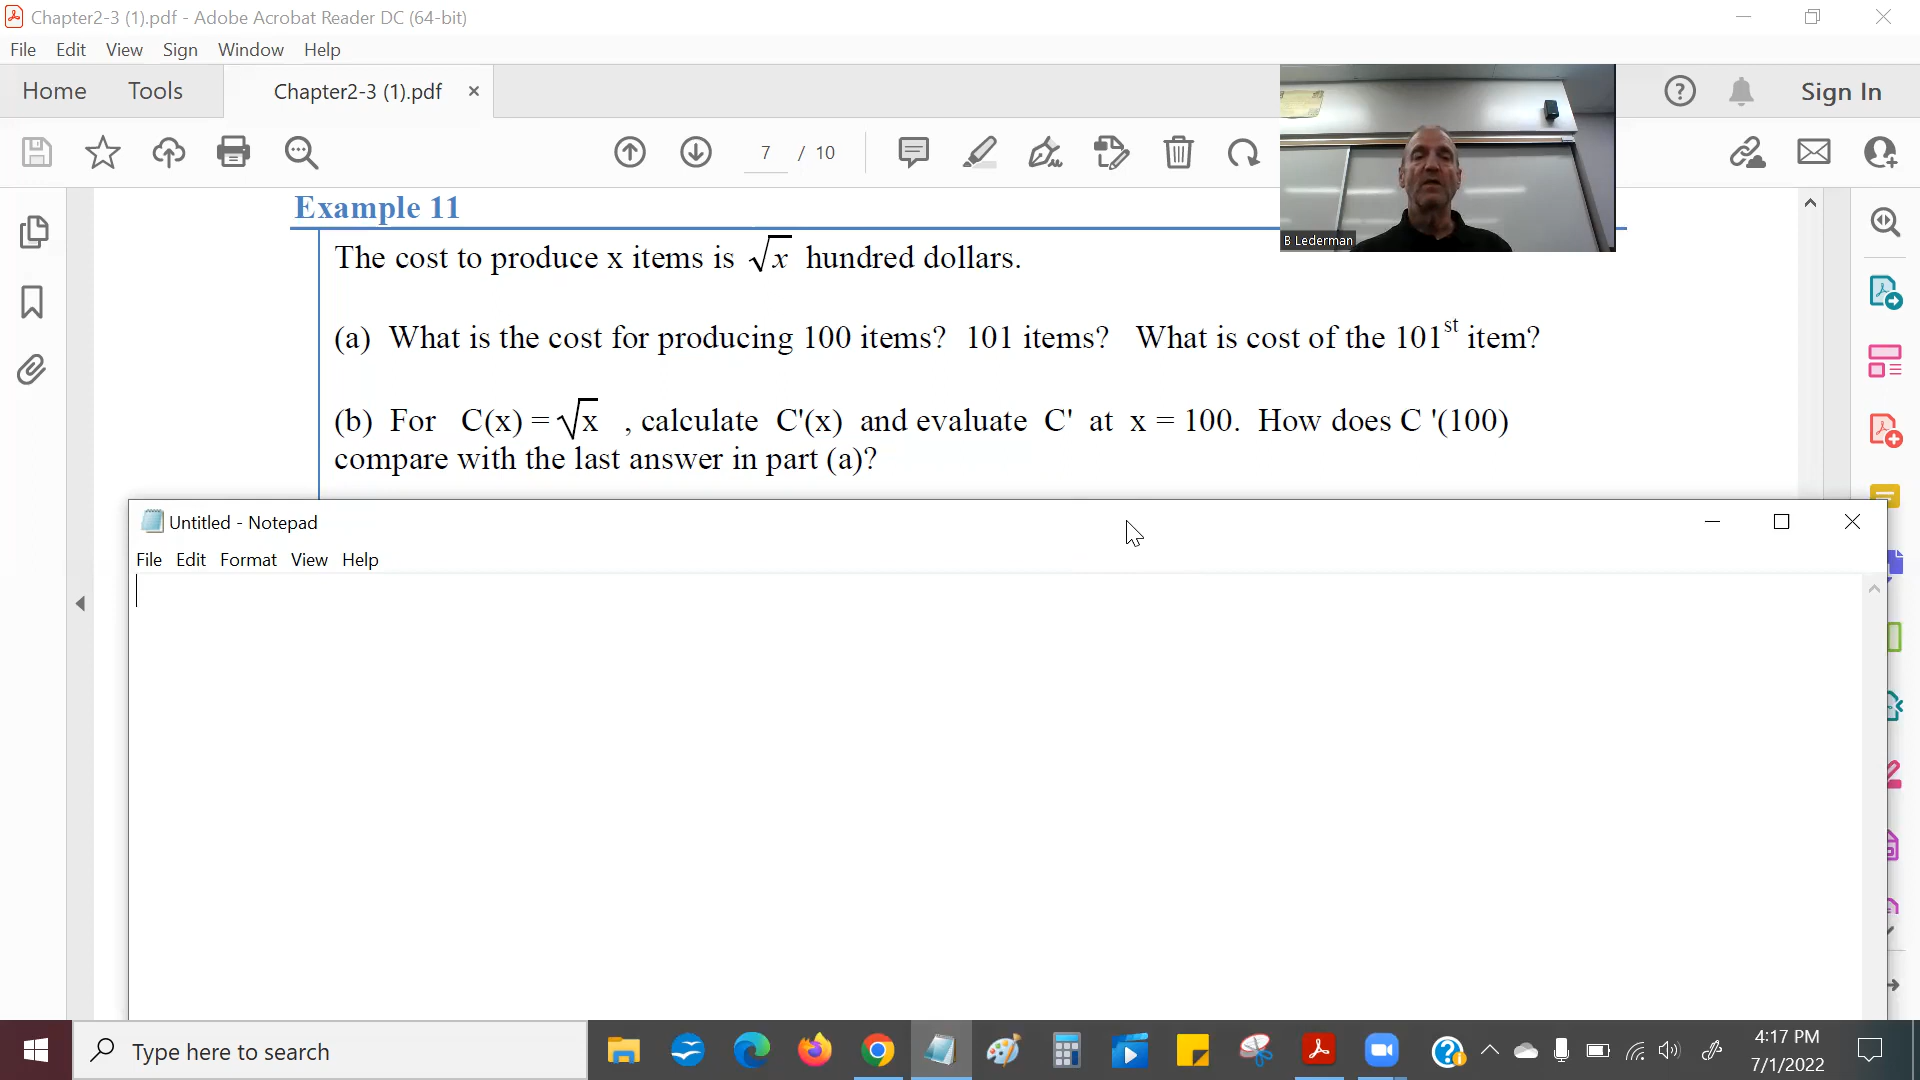 Chapter2-3 (1).pdf - Adobe Acrobat Reader DC (64-bit)
File Edit View Sign Window Help
Home Tools Chapter2-3 (1).pdf × Sign In
7 / 10
B Lederman
Example 11
The cost to produce x items is √x hundred dollars.
(a) What is the cost for producing 100 items? 101 items? What is cost of the 101st item?
(b) For C(x) = √x , calculate C'(x) and evaluate C' at x = 100. How does C '(100)
compare with the last answer in part (a)?
Untitled - Notepad
File Edit Format View Help
Type here to search
4:17 PM
7/1/2022